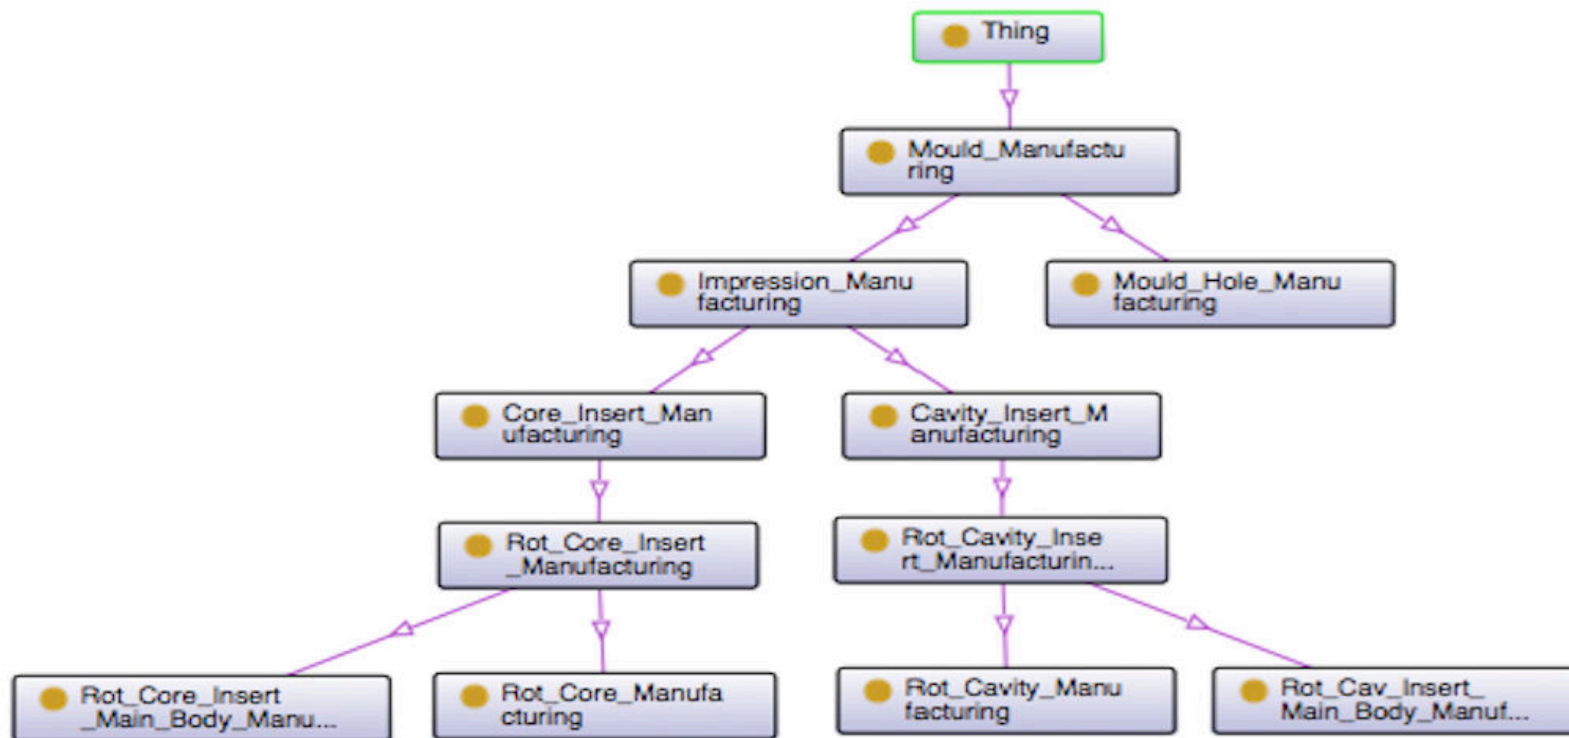 Thing
Mould_Manufactu
ring
Impression_Manu
facturing
Mould_Hole_Manu
facturing
Core_Insert_Man
ufacturing
Cavity_Insert_M
anufacturing
Rot_Core_Insert
_Manufacturing
Rot_Cavity_Inse
rt_Manufacturin...
Rot_Core_Insert
_Main_Body_Manu...
Rot_Core_Manufa
cturing
Rot_Cavity_Manu
facturing
Rot_Cav_Insert_
Main_Body_Manuf...